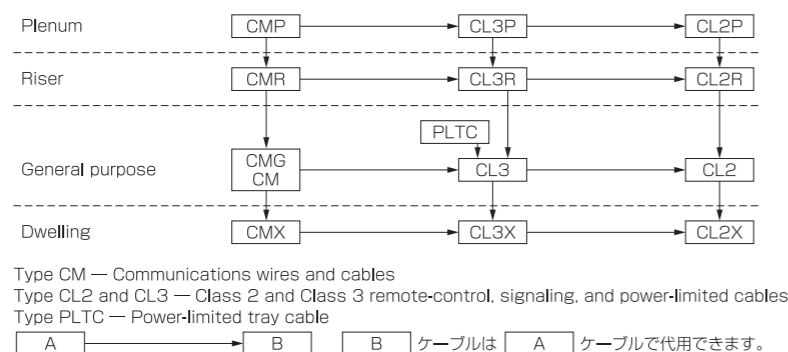 Plenum CMP CL3P CL2P
Riser CMR CL3R CL2R
PLTC
General purpose CMG CM CL3 CL2
Dwelling CMX CL3X CL2X
Type CM — Communications wires and cables
Type CL2 and CL3 — Class 2 and Class 3 remote-control, signaling, and power-limited cables
Type PLTC — Power-limited tray cable
A B B ケーブルは A ケーブルで代用できます。